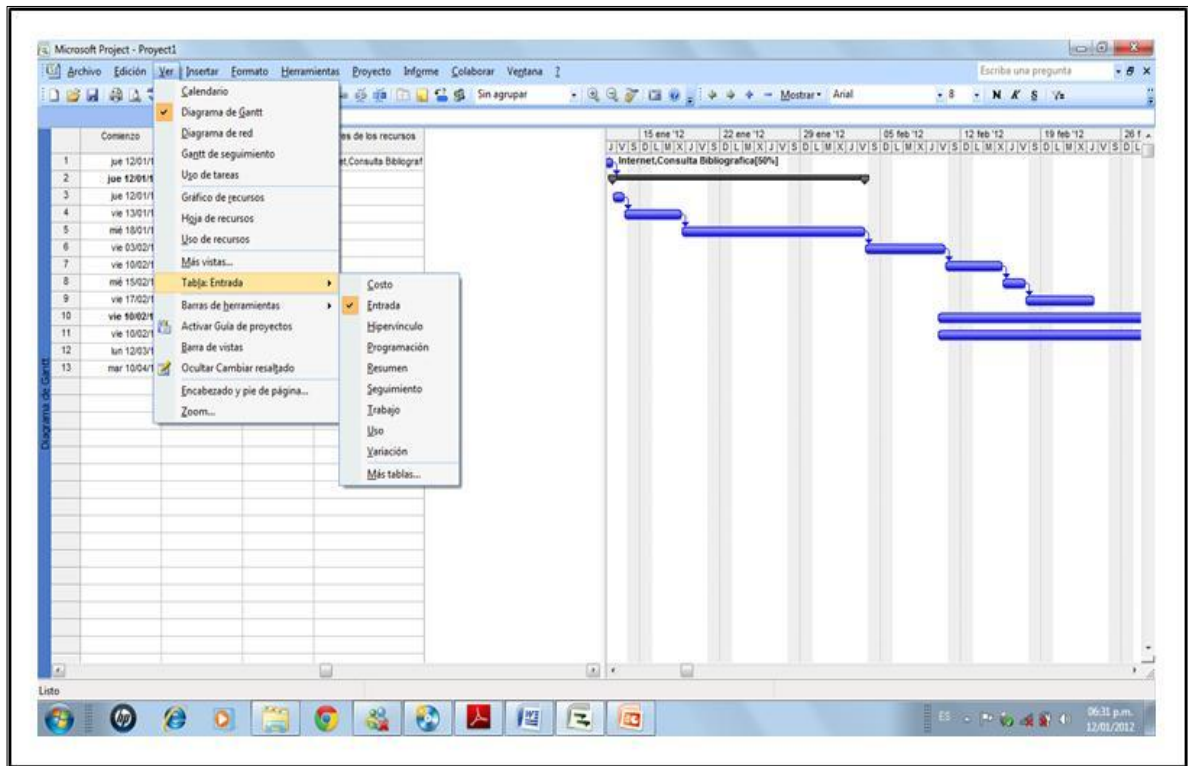 Microsoft Project - Proyect1
Archivo Edición Ver Insertar Formato Herramientas Proyecto Informe Colaborar Ventana ?
Escriba una pregunta
Sin agrupar
Mostrar
Arial
8
N K S
Calendario
Diagrama de Gantt
Diagrama de red
Gantt de seguimiento
Uso de tareas
Gráfico de recursos
Hoja de recursos
Uso de recursos
Más vistas...
Tabla: Entrada
Barras de herramientas
Activar Guía de proyectos
Barra de vistas
Ocultar Cambiar resaltado
Encabezado y pie de página...
Zoom...
Costo
Entrada
Hipervínculo
Programación
Resumen
Seguimiento
Trabajo
Uso
Variación
Más tablas...
Comienzo
es de los recursos
1 jue 12/01/1 et,Consulta Bibliograf
2 jue 12/01/1
3 jue 12/01/1
4 vie 13/01/1
5 mié 18/01/1
6 vie 03/02/1
7 vie 10/02/1
8 mié 15/02/1
9 vie 17/02/1
10 vie 10/02/1
11 vie 10/02/1
12 lun 12/03/1
13 mar 10/04/1
Diagrama de Gantt
15 ene '12 22 ene '12 29 ene '12 05 feb '12 12 feb '12 19 feb '12 26 f
J V S D L M X J V S D L M X J V S D L M X J V S D L M X J V S D L M X J V S D L M X J V S D L
Internet,Consulta Bibliografica[50%]
Listo
ES
06:31 p.m.
12/01/2012